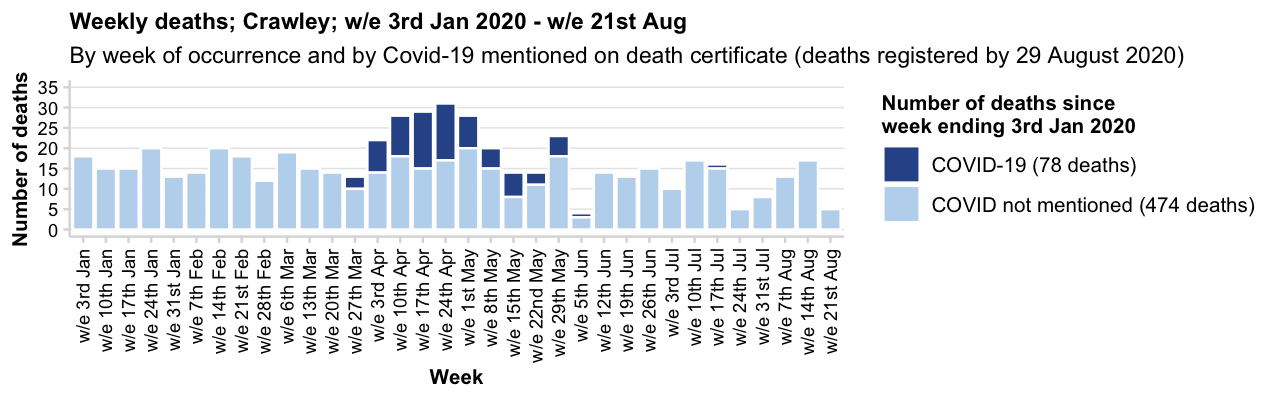 Weekly deaths; Crawley; w/e 3rd Jan 2020 - w/e 21st Aug
By week of occurrence and by Covid-19 mentioned on death certificate (deaths registered by 29 August 2020)
Number of deaths
35
30
25
20
15
10
5
0
w/e 3rd Jan
w/e 10th Jan
w/e 17th Jan
w/e 24th Jan
w/e 31st Jan
w/e 7th Feb
w/e 14th Feb
w/e 21st Feb
w/e 28th Feb
w/e 6th Mar
w/e 13th Mar
w/e 20th Mar
w/e 27th Mar
w/e 3rd Apr
w/e 10th Apr
w/e 17th Apr
w/e 24th Apr
w/e 1st May
w/e 8th May
w/e 15th May
w/e 22nd May
w/e 29th May
w/e 5th Jun
w/e 12th Jun
w/e 19th Jun
w/e 26th Jun
w/e 3rd Jul
w/e 10th Jul
w/e 17th Jul
w/e 24th Jul
w/e 31st Jul
w/e 7th Aug
w/e 14th Aug
w/e 21st Aug
Week
Number of deaths since
week ending 3rd Jan 2020
COVID-19 (78 deaths)
COVID not mentioned (474 deaths)